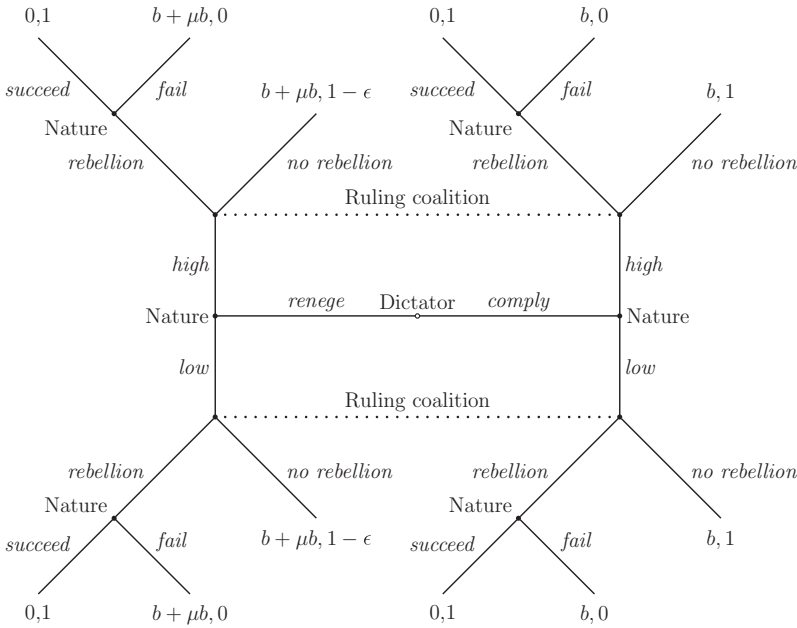 0,1
b + μb, 0
0,1
b, 0
succeed
fail
b + μb, 1 − ϵ
succeed
fail
b, 1
Nature
Nature
rebellion
no rebellion
rebellion
no rebellion
Ruling coalition
high
high
renege
Dictator
comply
Nature
Nature
low
low
Ruling coalition
rebellion
no rebellion
rebellion
no rebellion
Nature
Nature
succeed
fail
b + μb, 1 − ϵ
succeed
fail
b, 1
0,1
b + μb, 0
0,1
b, 0